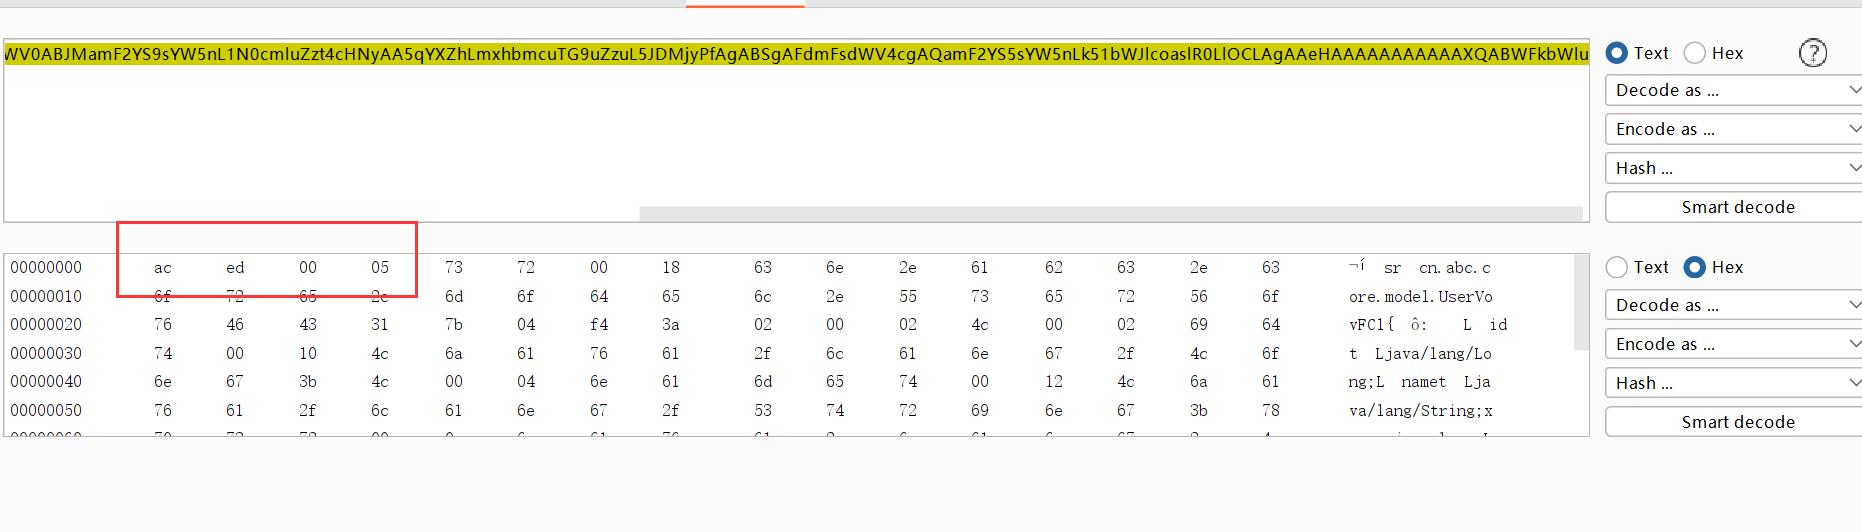 WV0ABJMamF2YS9sYW5nL1N0cmluZzt4cHNyAA5qYXZhLmxhbmcuTG9uZzuL5JDMjyPfAgABSgAFdmFsdWV4cgAQamF2YS5sYW5nLk51bWJlcoaslR0LlOCLAgAAeHAAAAAAAAAAAXQABWFkbWlu
Text Hex ?
Decode as ...
Encode as ...
Hash ...
Smart decode
00000000 ac ed 00 05 73 72 00 18 63 6e 2e 61 62 63 2e 63 ¬í sr cn.abc.c
00000010 6f 72 65 2e 6d 6f 64 65 6c 2e 55 73 65 72 56 6f ore.model.UserVo
00000020 76 46 43 31 7b 04 f4 3a 02 00 02 4c 00 02 69 64 vFC1{ ô: L id
00000030 74 00 10 4c 6a 61 76 61 2f 6c 61 6e 67 2f 4c 6f t Ljava/lang/Lo
00000040 6e 67 3b 4c 00 04 6e 61 6d 65 74 00 12 4c 6a 61 ng;L namet Lja
00000050 76 61 2f 6c 61 6e 67 2f 53 74 72 69 6e 67 3b 78 va/lang/String;x
Text Hex
Decode as ...
Encode as ...
Hash ...
Smart decode